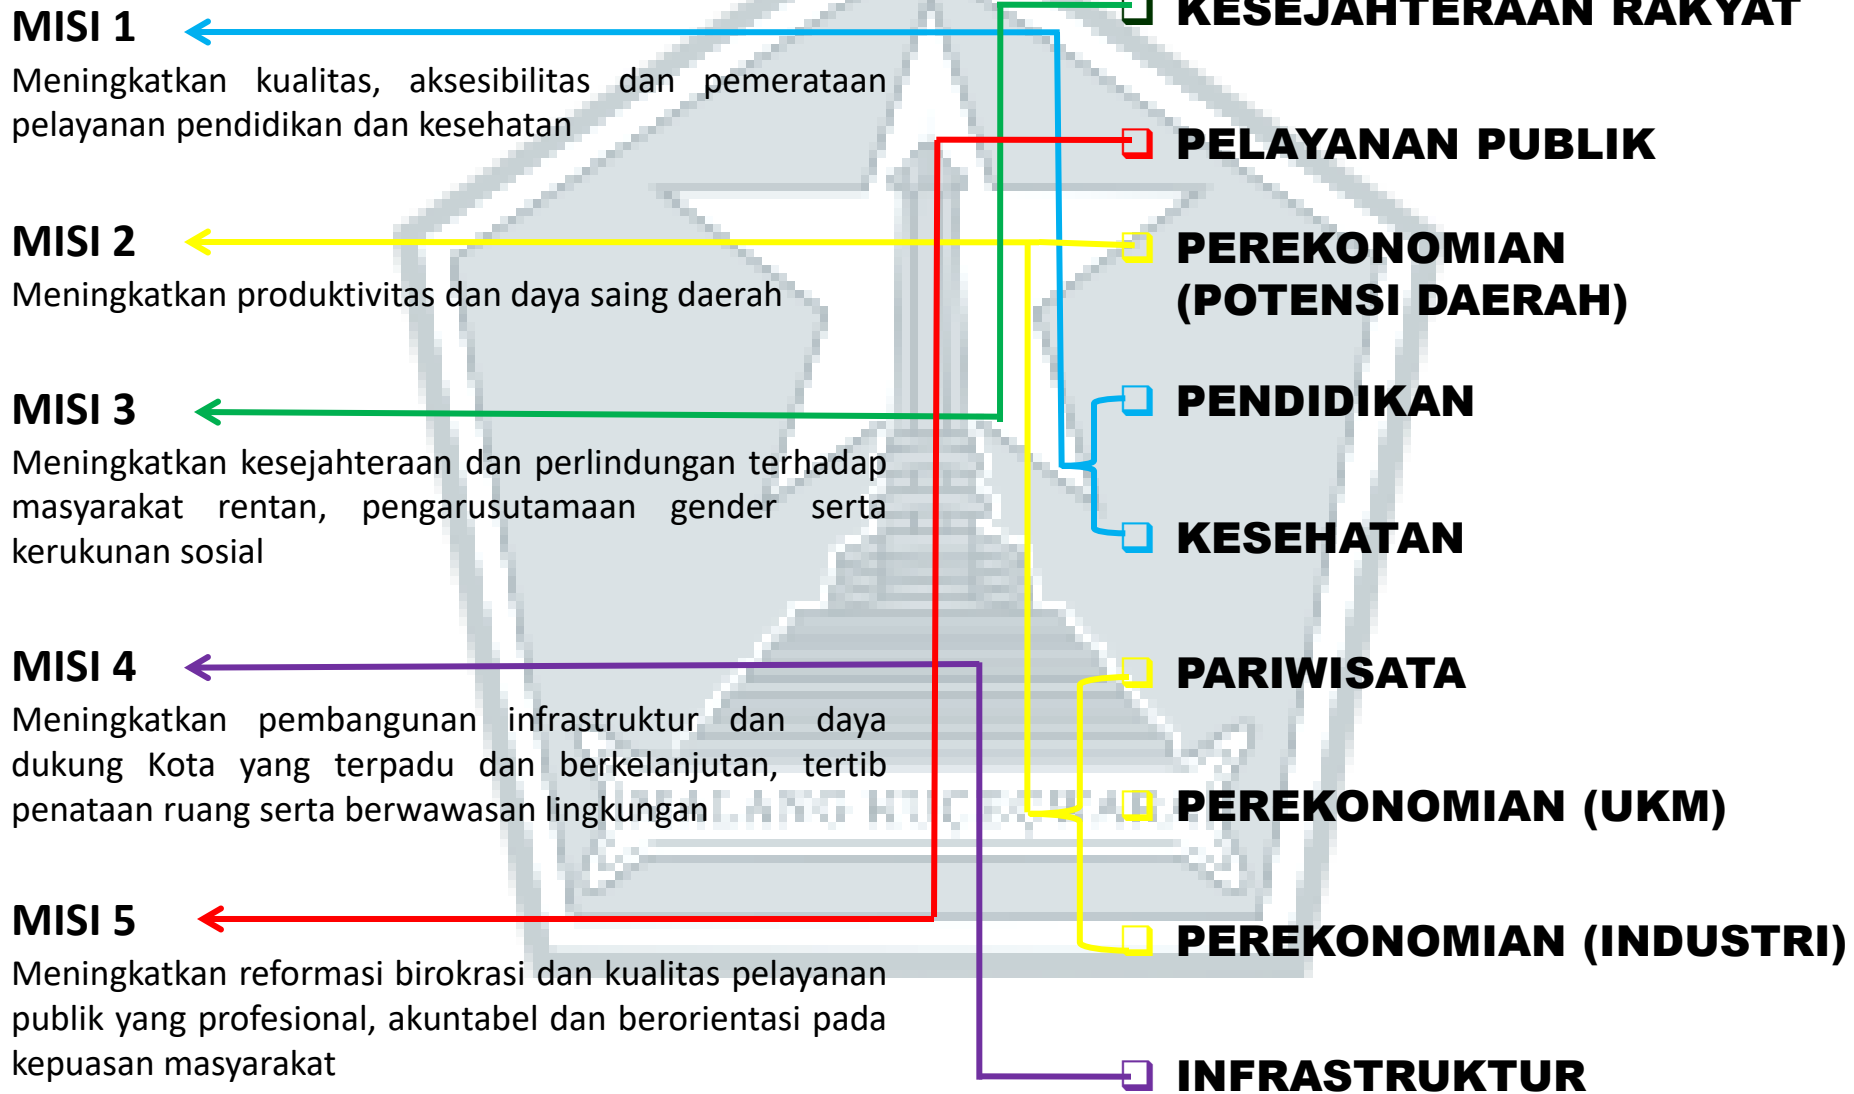 MISI 1
Meningkatkan kualitas, aksesibilitas dan pemerataan
pelayanan pendidikan dan kesehatan
MISI 2
Meningkatkan produktivitas dan daya saing daerah
MISI 3
Meningkatkan kesejahteraan dan perlindungan terhadap
masyarakat rentan, pengarusutamaan gender serta
kerukunan sosial
MISI 4
Meningkatkan pembangunan infrastruktur dan daya
dukung Kota yang terpadu dan berkelanjutan, tertib
penataan ruang serta berwawasan lingkungan
MISI 5
Meningkatkan reformasi birokrasi dan kualitas pelayanan
publik yang profesional, akuntabel dan berorientasi pada
kepuasan masyarakat
KESEJAHTERAAN RAKYAT
PELAYANAN PUBLIK
PEREKONOMIAN
(POTENSI DAERAH)
PENDIDIKAN
KESEHATAN
PARIWISATA
PEREKONOMIAN (UKM)
PEREKONOMIAN (INDUSTRI)
INFRASTRUKTUR